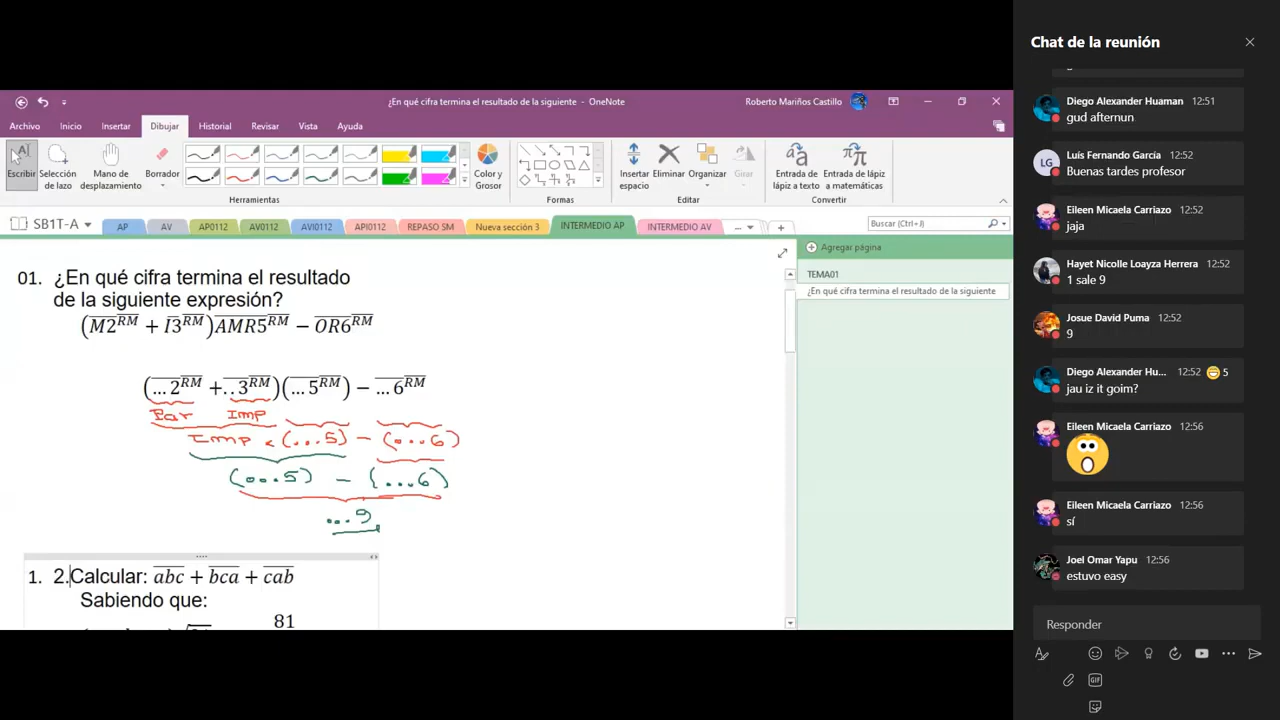 Chat de la reunión
¿En qué cifra termina el resultado de la siguiente - OneNote
Roberto Mariños Castillo
Archivo Inicio Insertar Dibujar Historial Revisar Vista Ayuda
Escribir
Selección de lazo
Mano de desplazamiento
Borrador
Color y Grosor
Insertar espacio
Eliminar
Organizar
Girar
Entrada de lápiz a texto
Entrada de lápiz a matemáticas
Herramientas Formas Editar Convertir
SB1T-A AP AV AP0112 AV0112 AVI0112 API0112 REPASO SM Nueva sección 3 INTERMEDIO AP INTERMEDIO AV ... +
Buscar (Ctrl+I)
Agregar página
TEMA01
¿En qué cifra termina el resultado de la siguiente
01. ¿En qué cifra termina el resultado
de la siguiente expresión?
(M2^RM + I3^RM)AMR5^RM − OR6^RM
(...2^RM +..3^RM)(...5^RM) − ...6^RM
Par Imp
Imp × (...5) − (...6)
(...5) − (...6)
...9
1. 2.Calcular: abc + bca + cab
Sabiendo que:
81
Diego Alexander Huaman 12:51
gud afternun
Luis Fernando García 12:52
Buenas tardes profesor
Eileen Micaela Carriazo 12:52
jaja
Hayet Nicolle Loayza Herrera 12:52
1 sale 9
Josue David Puma 12:52
9
Diego Alexander Hu... 12:52 5
jau iz it goim?
Eileen Micaela Carriazo 12:56
Eileen Micaela Carriazo 12:56
sí
Joel Omar Yapu 12:56
estuvo easy
Responder
GIF